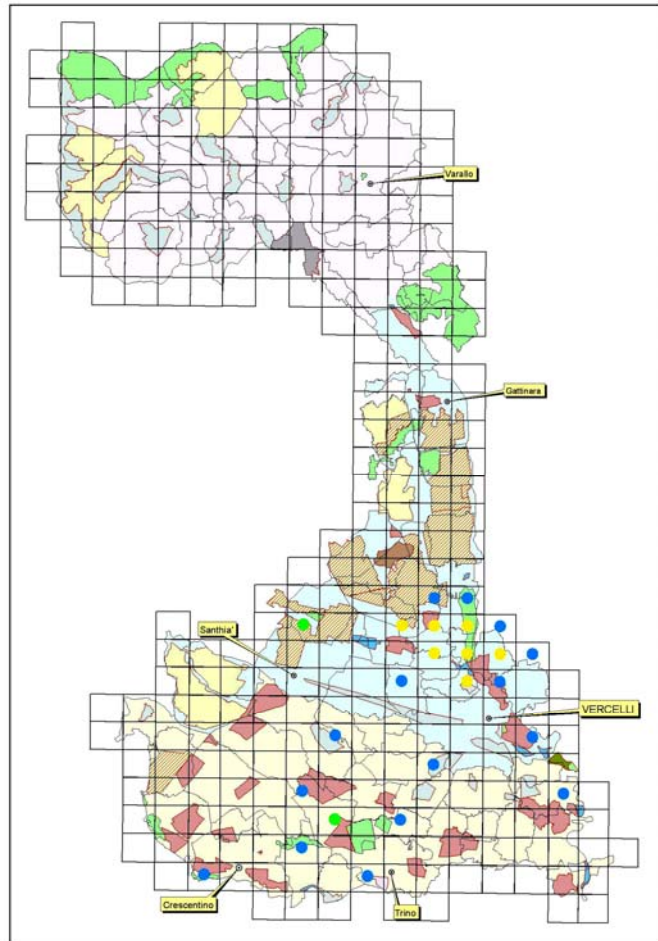 Varallo
Gattinara
Santhia'
VERCELLI
Crescentino
Trino